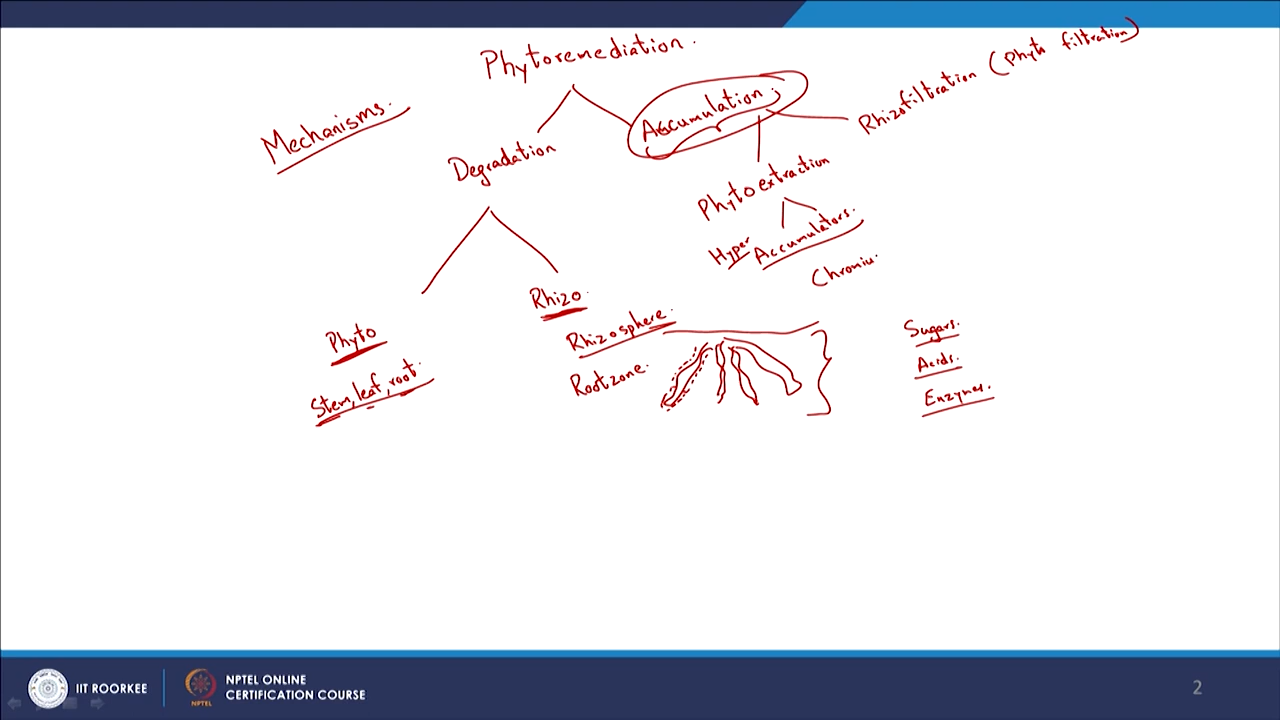 Phytoremediation.
Mechanisms.
Accumulation.
Rhizofiltration (Phyto filtration)
Degradation
Phytoextraction
Hyper Accumulators.
Chromiu.
Rhizo.
Phyto
Rhizosphere.
Sugars.
Stem, leaf, root.
Rootzone.
Acids.
Enzymes.
IIT ROORKEE
NPTEL
NPTEL ONLINE
CERTIFICATION COURSE
2